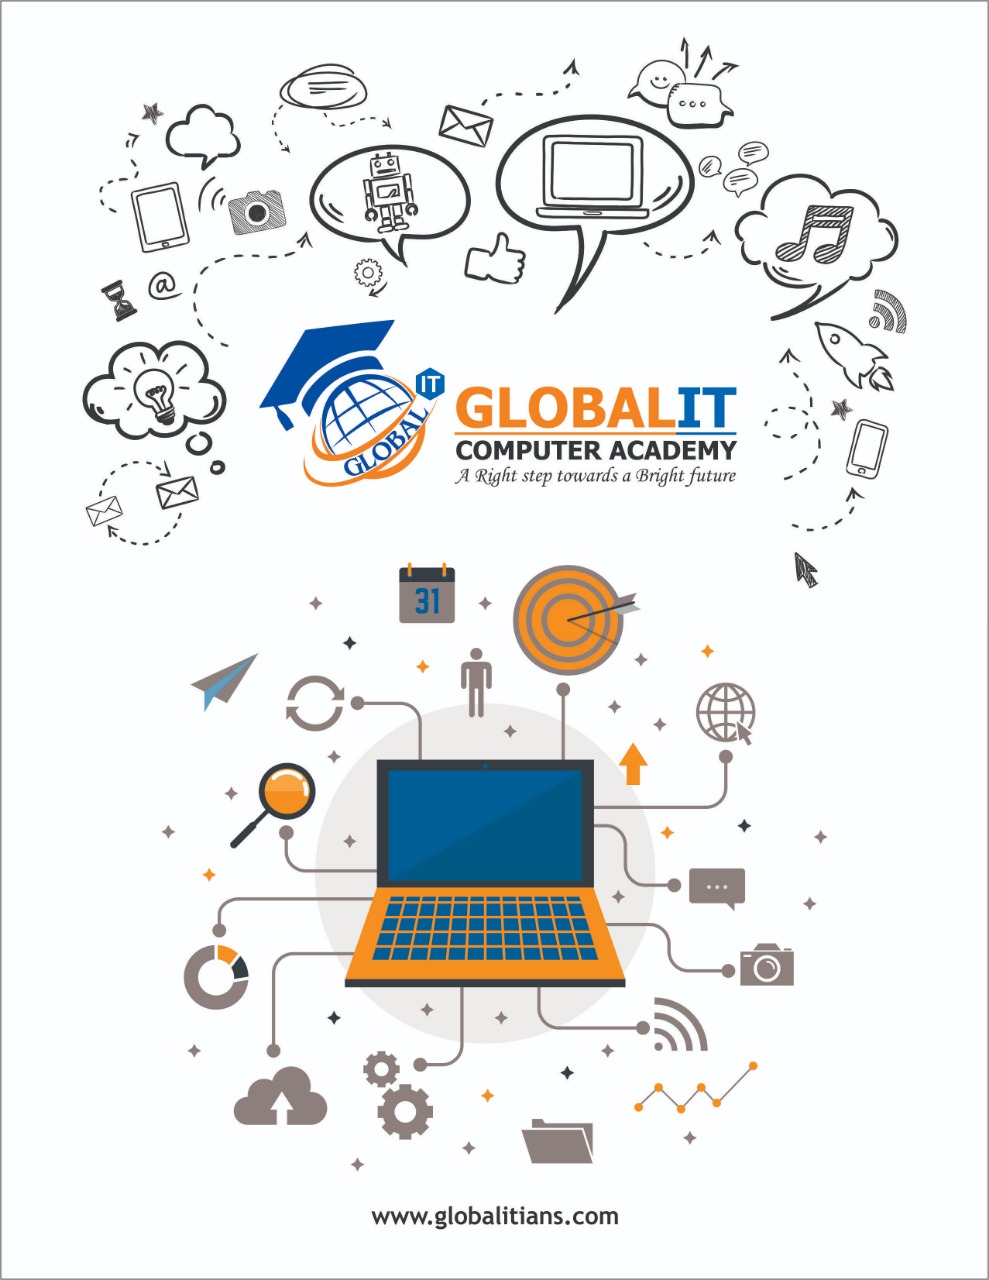 @
IT
GLOBAL
GLOBALIT
COMPUTER ACADEMY
A Right step towards a Bright future
31
www.globalitians.com